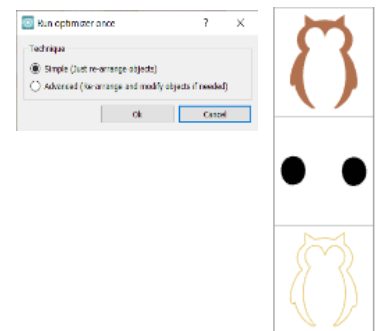 Run optimizer once ? X
Technique
Simple (Just re-arrange objects)
Advanced (Re-arrange and modify objects if needed)
Ok Cancel